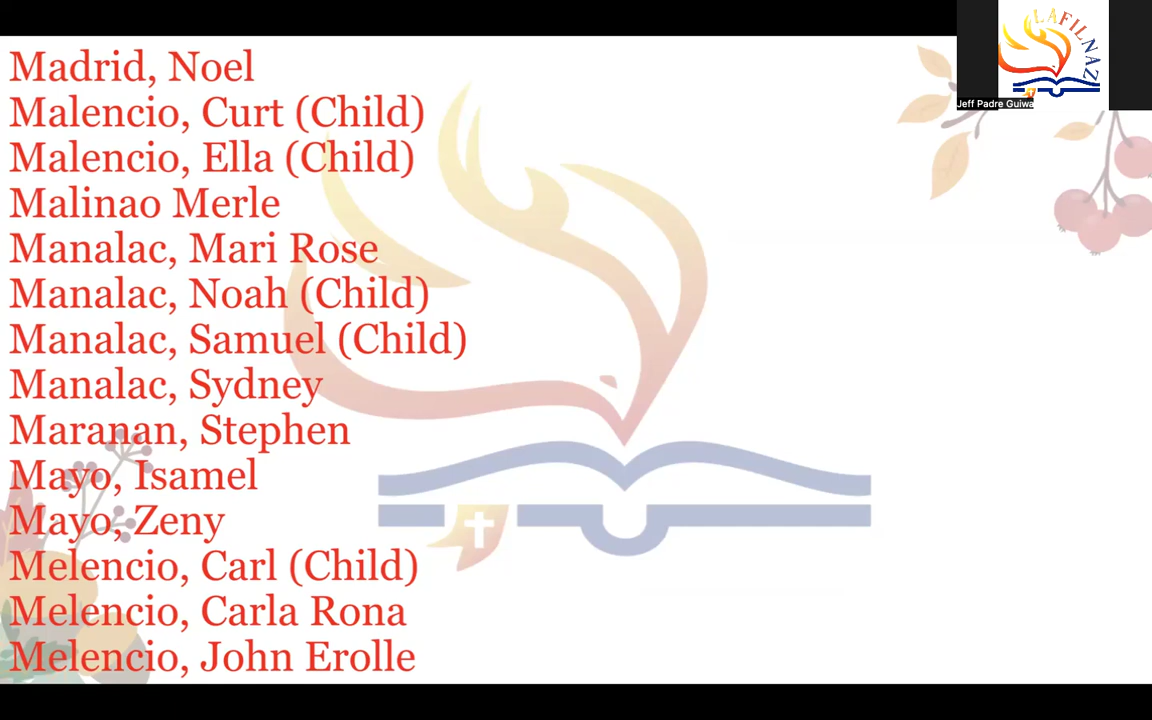 Madrid, Noel
Malencio, Curt (Child)
Malencio, Ella (Child)
Malinao Merle
Manalac, Mari Rose
Manalac, Noah (Child)
Manalac, Samuel (Child)
Manalac, Sydney
Maranan, Stephen
Mayo, Isamel
Mayo, Zeny
Melencio, Carl (Child)
Melencio, Carla Rona
Melencio, John Erolle
LAFILNAZ
Jeff Padre Guiwa